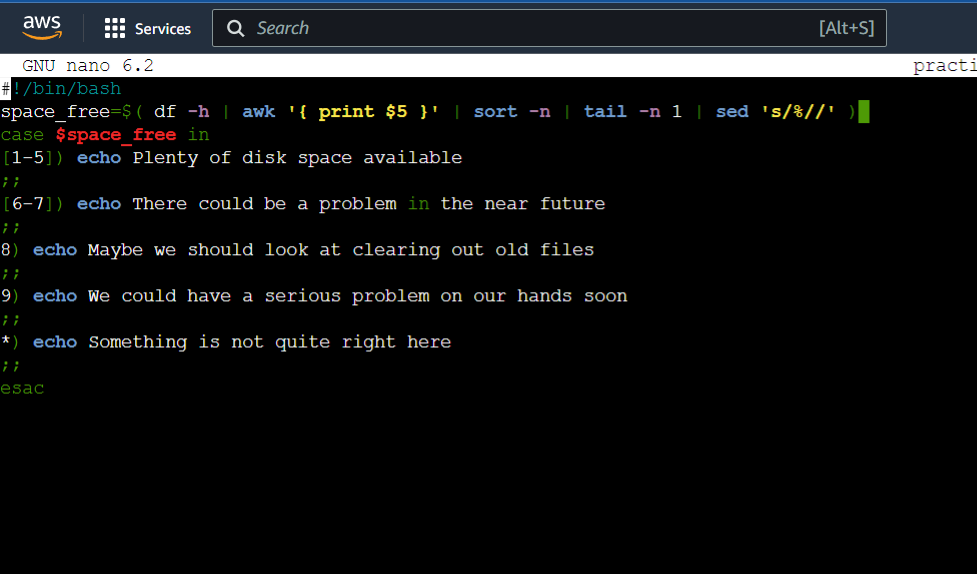 aws Services Search [Alt+S]
GNU nano 6.2 practi
#!/bin/bash
space_free=$( df -h | awk '{ print $5 }' | sort -n | tail -n 1 | sed 's/%//' )
case $space_free in
[1-5]) echo Plenty of disk space available
;;
[6-7]) echo There could be a problem in the near future
;;
8) echo Maybe we should look at clearing out old files
;;
9) echo We could have a serious problem on our hands soon
;;
*) echo Something is not quite right here
;;
esac